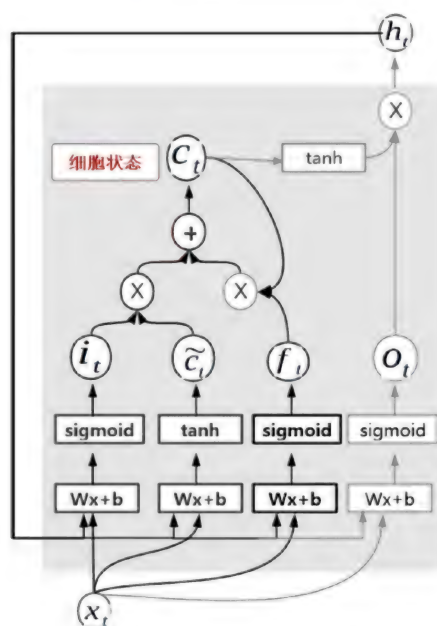 h_t
X
细胞状态 C_t tanh
+
X X
i_t c̃_t f_t O_t
sigmoid tanh sigmoid sigmoid
Wx+b Wx+b Wx+b Wx+b
x_t